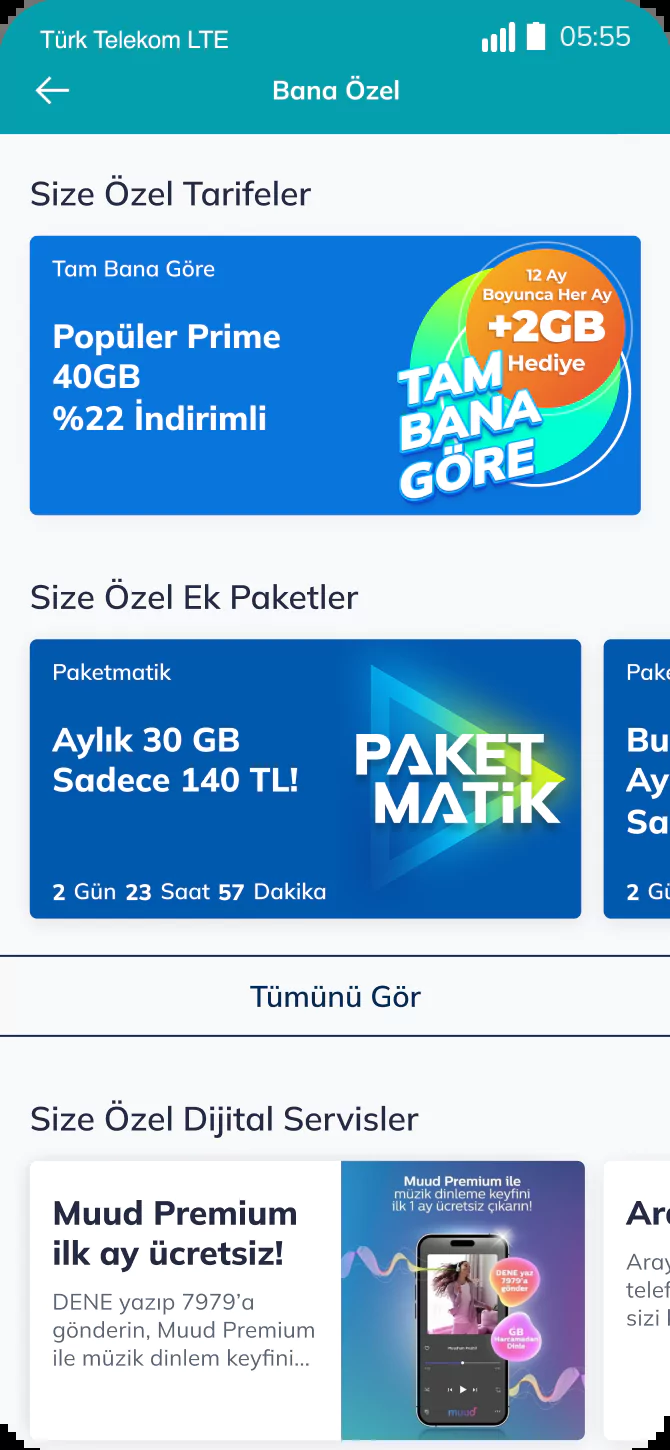 Türk Telekom LTE
05:55
Bana Özel
Size Özel Tarifeler
Tam Bana Göre
Popüler Prime
40GB
%22 İndirimli
12 Ay
Boyunca Her Ay
+2GB
Hediye
TAM
BANA
GÖRE
Size Özel Ek Paketler
Paketmatik
Aylık 30 GB
Sadece 140 TL!
2 Gün 23 Saat 57 Dakika
PAKET
MATiK
Pake
Bu
Ay
Sa
2 Gü
Tümünü Gör
Size Özel Dijital Servisler
Muud Premium
ilk ay ücretsiz!
DENE yazıp 7979’a
gönderin, Muud Premium
ile müzik dinlem keyfini...
Muud Premium ile
müzik dinleme keyfini
ilk 1 ay ücretsiz çıkarın!
DENE yaz
7979'a
gönder
GB
Harcamadan
Dinle
muud
Ara
Aray
telef
sizi